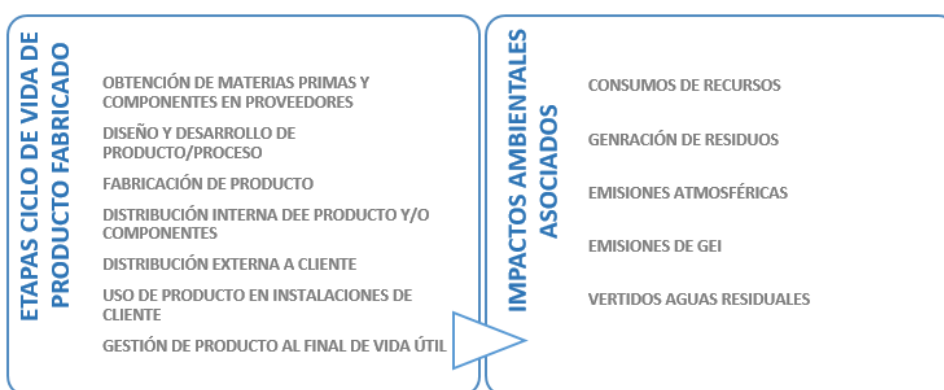 ETAPAS CICLO DE VIDA DE
PRODUCTO FABRICADO
OBTENCIÓN DE MATERIAS PRIMAS Y
COMPONENTES EN PROVEEDORES
DISEÑO Y DESARROLLO DE
PRODUCTO/PROCESO
FABRICACIÓN DE PRODUCTO
DISTRIBUCIÓN INTERNA DEE PRODUCTO Y/O
COMPONENTES
DISTRIBUCIÓN EXTERNA A CLIENTE
USO DE PRODUCTO EN INSTALACIONES DE
CLIENTE
GESTIÓN DE PRODUCTO AL FINAL DE VIDA ÚTIL
IMPACTOS AMBIENTALES
ASOCIADOS
CONSUMOS DE RECURSOS
GENRACIÓN DE RESIDUOS
EMISIONES ATMOSFÉRICAS
EMISIONES DE GEI
VERTIDOS AGUAS RESIDUALES